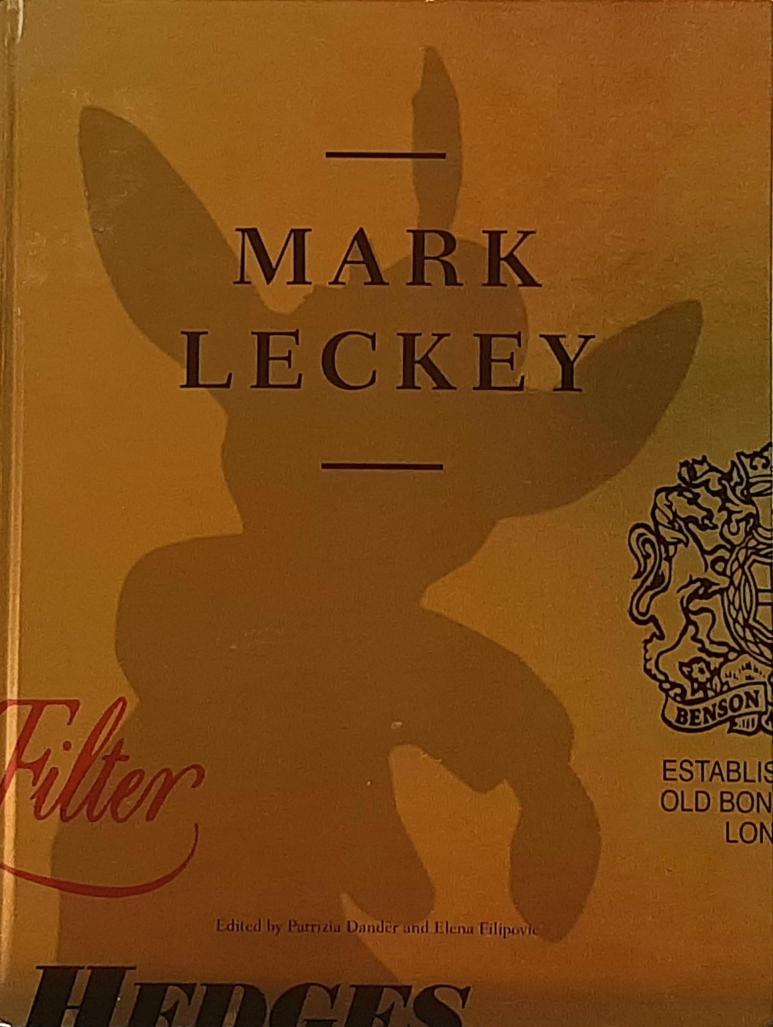 MARK
LECKEY
BENSON
ESTABLIS
OLD BON
LON
Filter
Edited by Patrizia Dander and Elena Filipovic
HEDGES